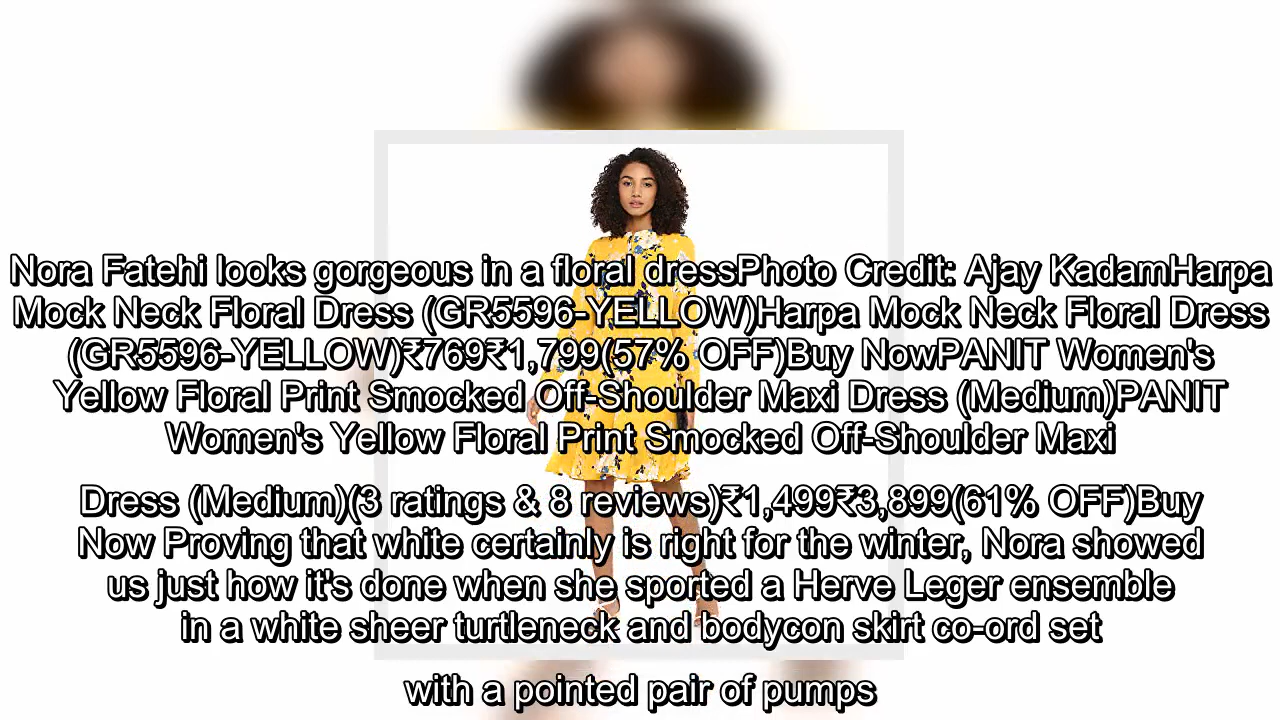 Nora Fatehi looks gorgeous in a floral dressPhoto Credit: Ajay KadamHarpa
Mock Neck Floral Dress (GR5596-YELLOW)Harpa Mock Neck Floral Dress
(GR5596-YELLOW)₹769₹1,799(57% OFF)Buy NowPANIT Women's
Yellow Floral Print Smocked Off-Shoulder Maxi Dress (Medium)PANIT
Women's Yellow Floral Print Smocked Off-Shoulder Maxi
Dress (Medium)(3 ratings & 8 reviews)₹1,499₹3,899(61% OFF)Buy
Now Proving that white certainly is right for the winter, Nora showed
us just how it's done when she sported a Herve Leger ensemble
in a white sheer turtleneck and bodycon skirt co-ord set
with a pointed pair of pumps